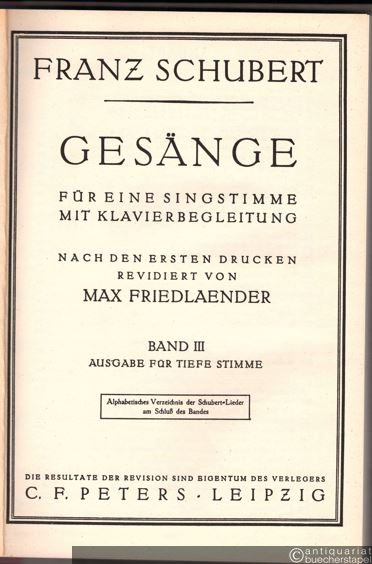 FRANZ SCHUBERT
GESÄNGE
FÜR EINE SINGSTIMME
MIT KLAVIERBEGLEITUNG
NACH DEN ERSTEN DRUCKEN
REVIDIERT VON
MAX FRIEDLAENDER
BAND III
AUSGABE FÜR TIEFE STIMME
Alphabetisches Verzeichnis der Schubert-Lieder
am Schluß des Bandes
DIE RESULTATE DER REVISION SIND EIGENTUM DES VERLEGERS
C. F. PETERS · LEIPZIG
©antiquariat
buecherstapel